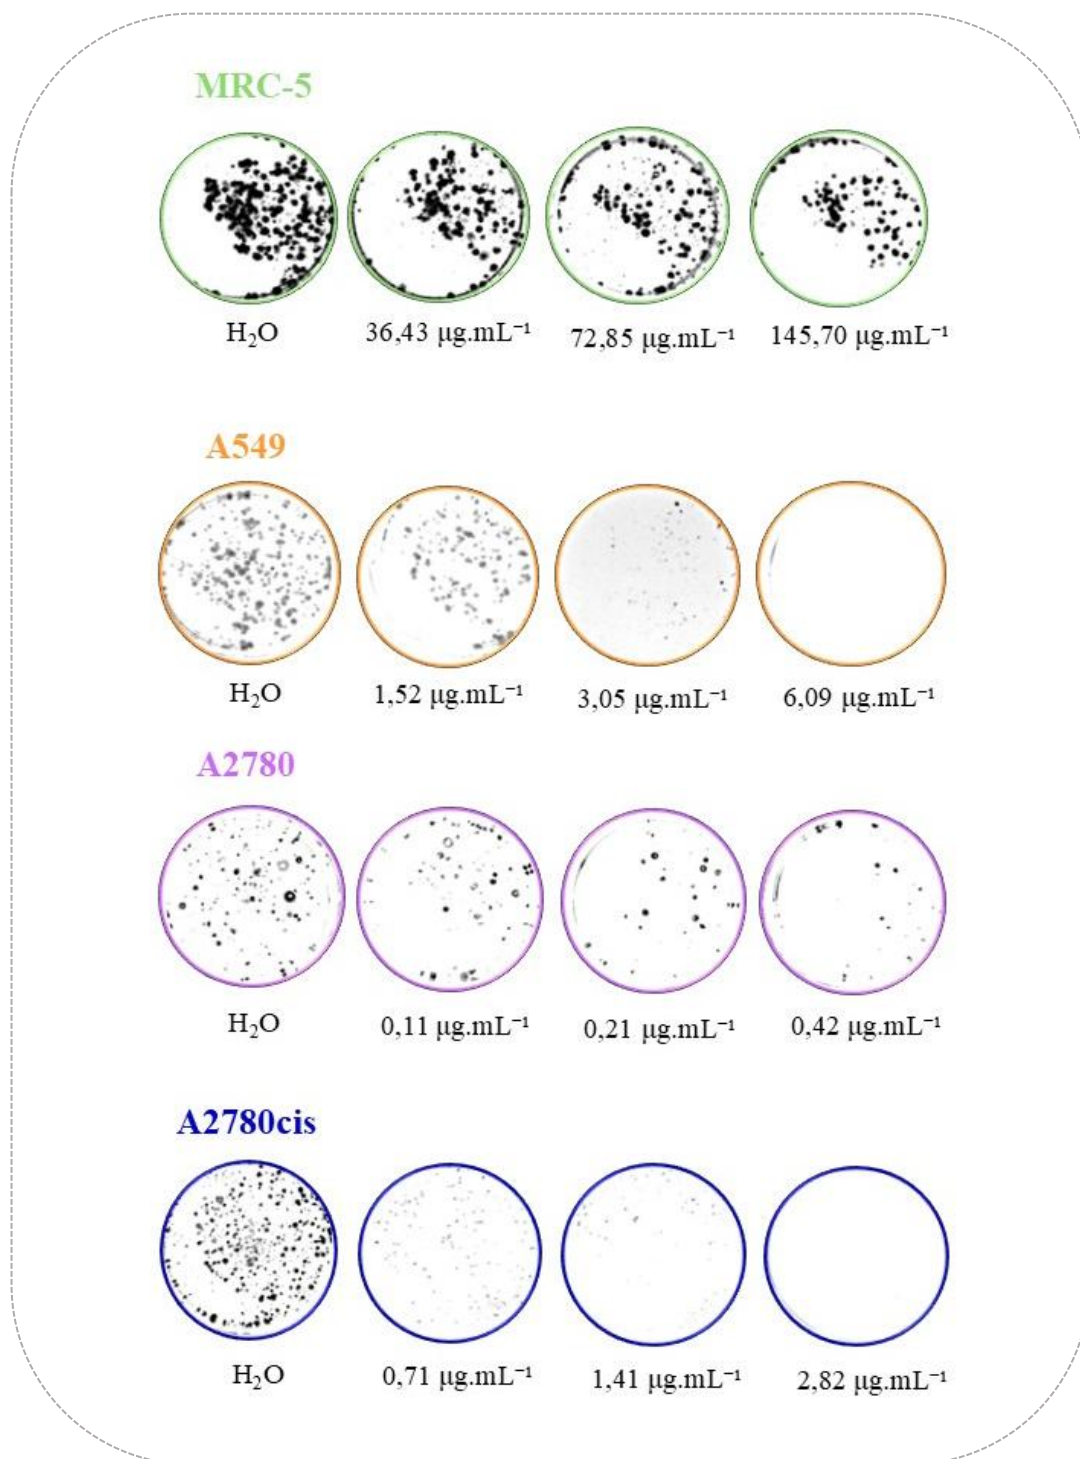 MRC-5
H₂O 36,43 µg.mL⁻¹ 72,85 µg.mL⁻¹ 145,70 µg.mL⁻¹
A549
H₂O 1,52 µg.mL⁻¹ 3,05 µg.mL⁻¹ 6,09 µg.mL⁻¹
A2780
H₂O 0,11 µg.mL⁻¹ 0,21 µg.mL⁻¹ 0,42 µg.mL⁻¹
A2780cis
H₂O 0,71 µg.mL⁻¹ 1,41 µg.mL⁻¹ 2,82 µg.mL⁻¹